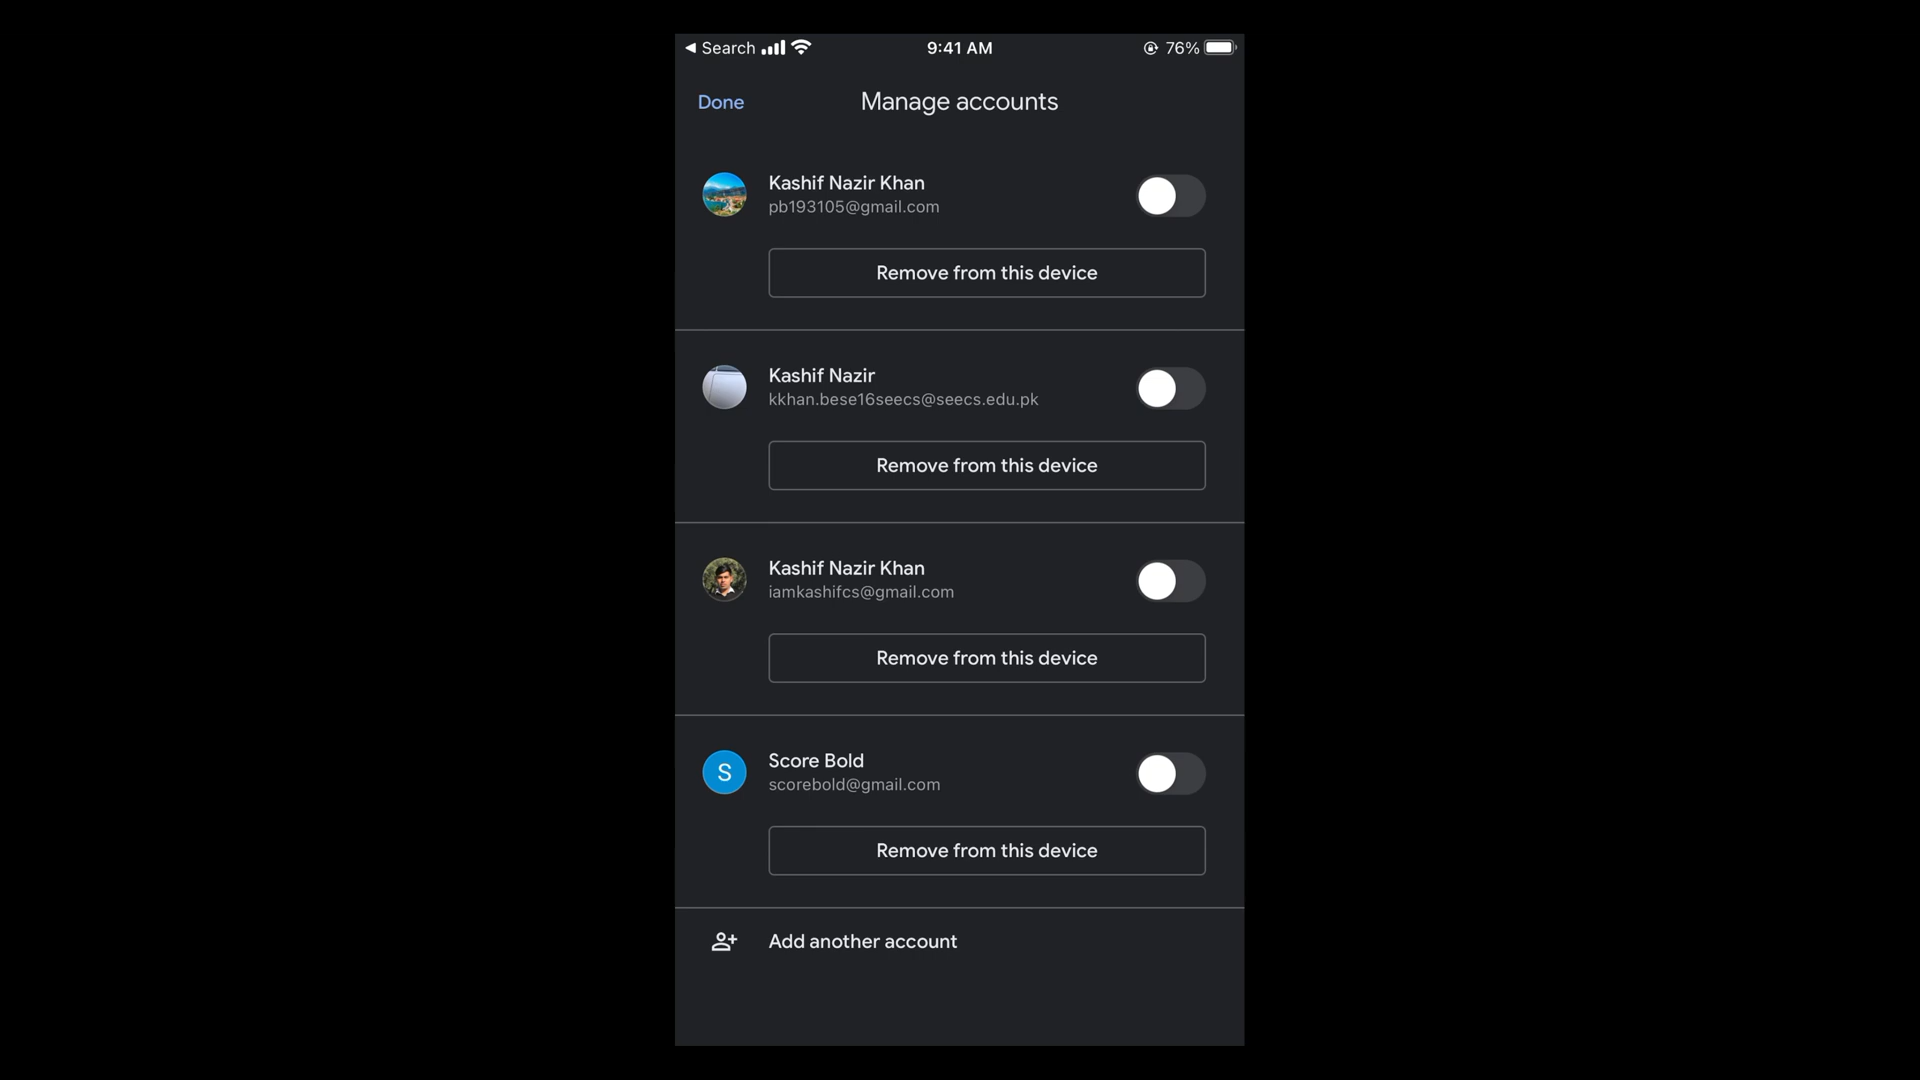 Search
9:41 AM
76%
Done
Manage accounts
Kashif Nazir Khan
pb193105@gmail.com
Remove from this device
Kashif Nazir
kkhan.bese16seecs@seecs.edu.pk
Remove from this device
Kashif Nazir Khan
iamkashifcs@gmail.com
Remove from this device
S
Score Bold
scorebold@gmail.com
Remove from this device
Add another account